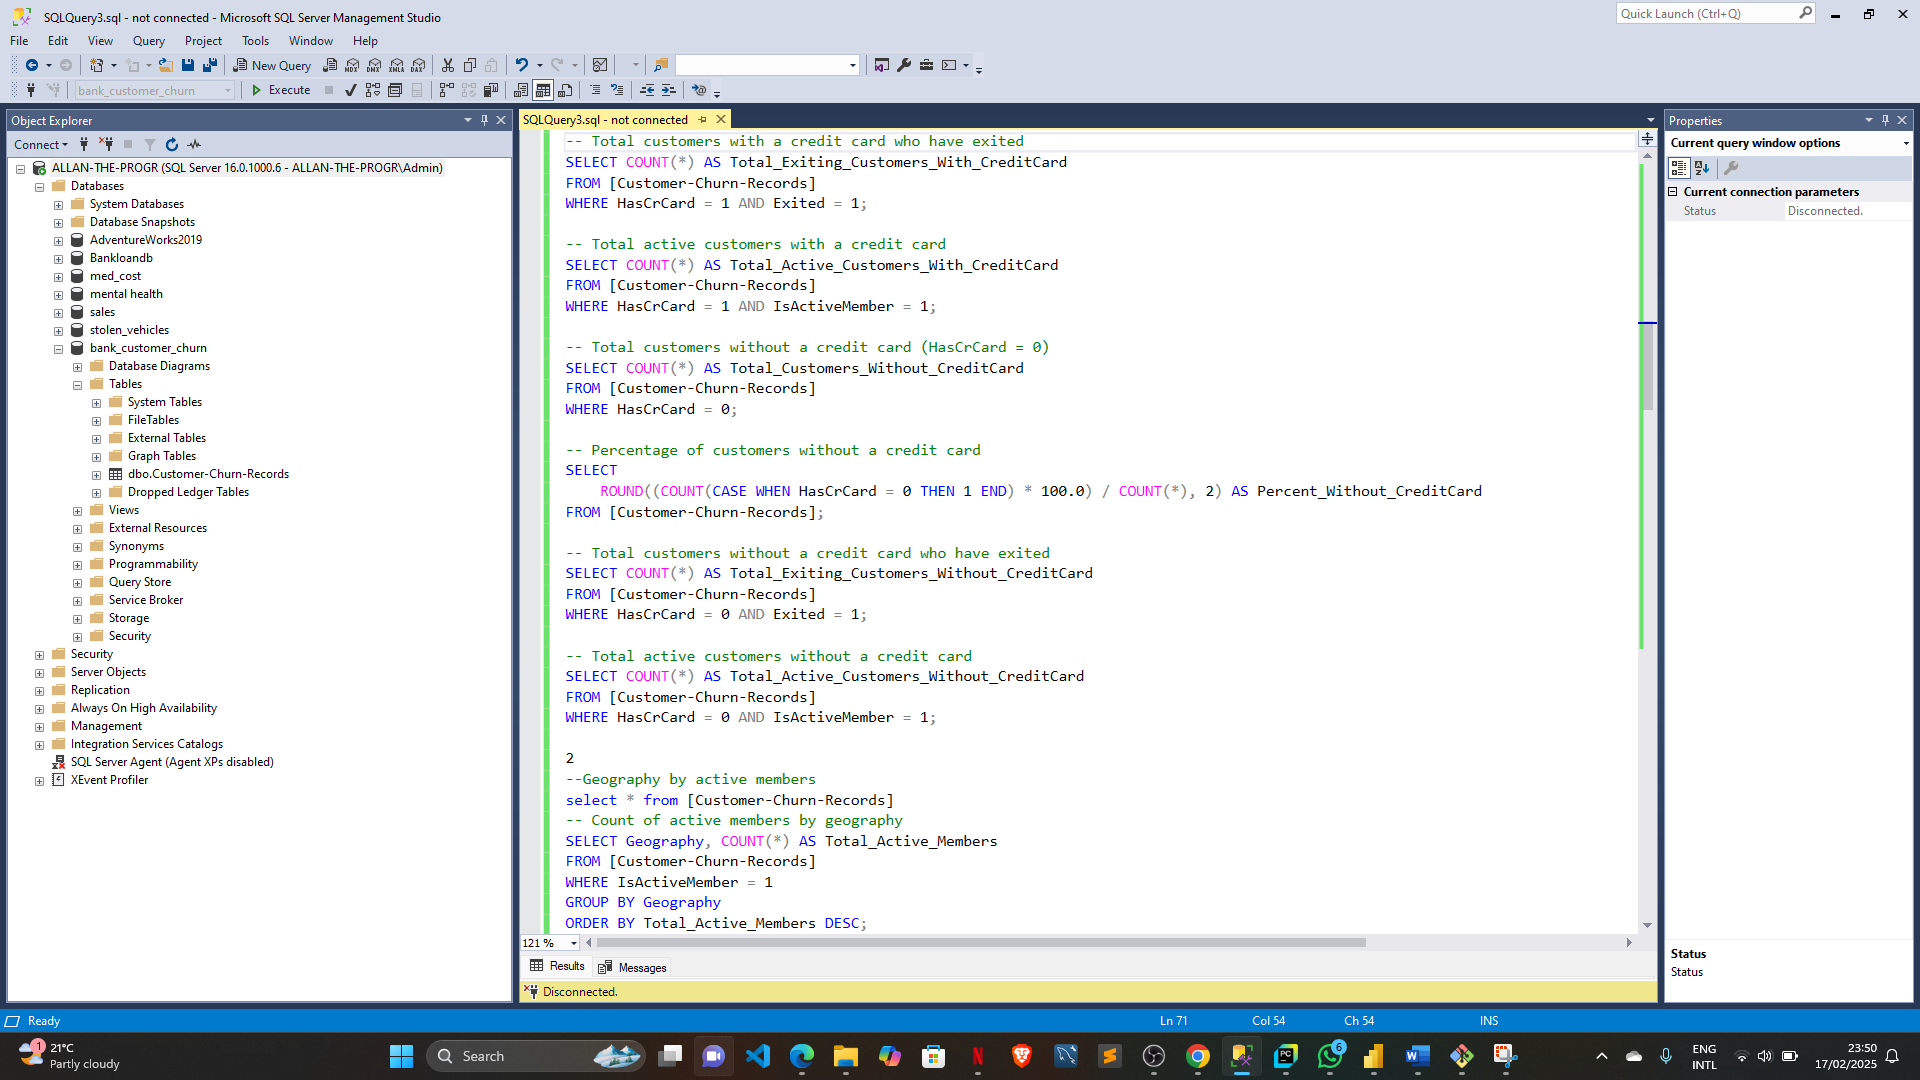 SQLQuery3.sql - not connected - Microsoft SQL Server Management Studio
Quick Launch (Ctrl+Q)
File Edit View Query Project Tools Window Help
New Query
MDX DMX XMLA DAX
bank_customer_churn
Execute
Object Explorer
Connect
ALLAN-THE-PROGR (SQL Server 16.0.1000.6 - ALLAN-THE-PROGR\Admin)
Databases
System Databases
Database Snapshots
AdventureWorks2019
Bankloandb
med_cost
mental health
sales
stolen_vehicles
bank_customer_churn
Database Diagrams
Tables
System Tables
FileTables
External Tables
Graph Tables
dbo.Customer-Churn-Records
Dropped Ledger Tables
Views
External Resources
Synonyms
Programmability
Query Store
Service Broker
Storage
Security
Security
Server Objects
Replication
Always On High Availability
Management
Integration Services Catalogs
SQL Server Agent (Agent XPs disabled)
XEvent Profiler
SQLQuery3.sql - not connected
-- Total customers with a credit card who have exited
SELECT COUNT(*) AS Total_Exiting_Customers_With_CreditCard
FROM [Customer-Churn-Records]
WHERE HasCrCard = 1 AND Exited = 1;
-- Total active customers with a credit card
SELECT COUNT(*) AS Total_Active_Customers_With_CreditCard
FROM [Customer-Churn-Records]
WHERE HasCrCard = 1 AND IsActiveMember = 1;
-- Total customers without a credit card (HasCrCard = 0)
SELECT COUNT(*) AS Total_Customers_Without_CreditCard
FROM [Customer-Churn-Records]
WHERE HasCrCard = 0;
-- Percentage of customers without a credit card
SELECT
ROUND((COUNT(CASE WHEN HasCrCard = 0 THEN 1 END) * 100.0) / COUNT(*), 2) AS Percent_Without_CreditCard
FROM [Customer-Churn-Records];
-- Total customers without a credit card who have exited
SELECT COUNT(*) AS Total_Exiting_Customers_Without_CreditCard
FROM [Customer-Churn-Records]
WHERE HasCrCard = 0 AND Exited = 1;
-- Total active customers without a credit card
SELECT COUNT(*) AS Total_Active_Customers_Without_CreditCard
FROM [Customer-Churn-Records]
WHERE HasCrCard = 0 AND IsActiveMember = 1;
2
--Geography by active members
select * from [Customer-Churn-Records]
-- Count of active members by geography
SELECT Geography, COUNT(*) AS Total_Active_Members
FROM [Customer-Churn-Records]
WHERE IsActiveMember = 1
GROUP BY Geography
ORDER BY Total_Active_Members DESC;
121 %
Results Messages
Disconnected.
Properties
Current query window options
Current connection parameters
Status Disconnected.
Status
Status
Ready Ln 71 Col 54 Ch 54 INS
1
21°C
Partly cloudy
Search
N
PC
6
ENG
INTL
23:50
17/02/2025